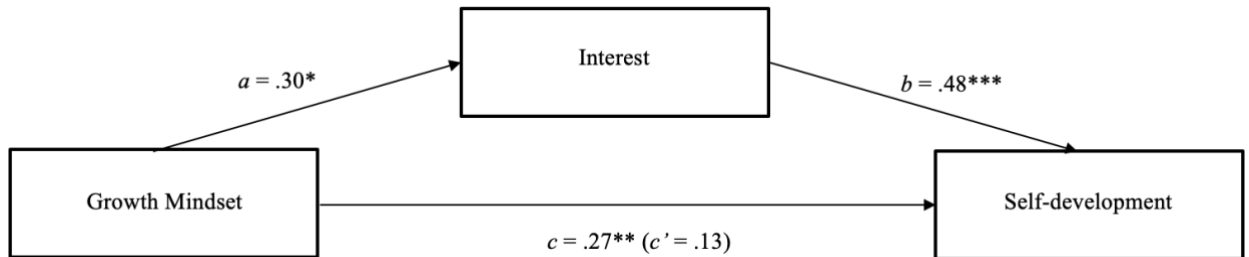 Interest
a = .30*
b = .48***
Growth Mindset
Self-development
c = .27** (c’ = .13)